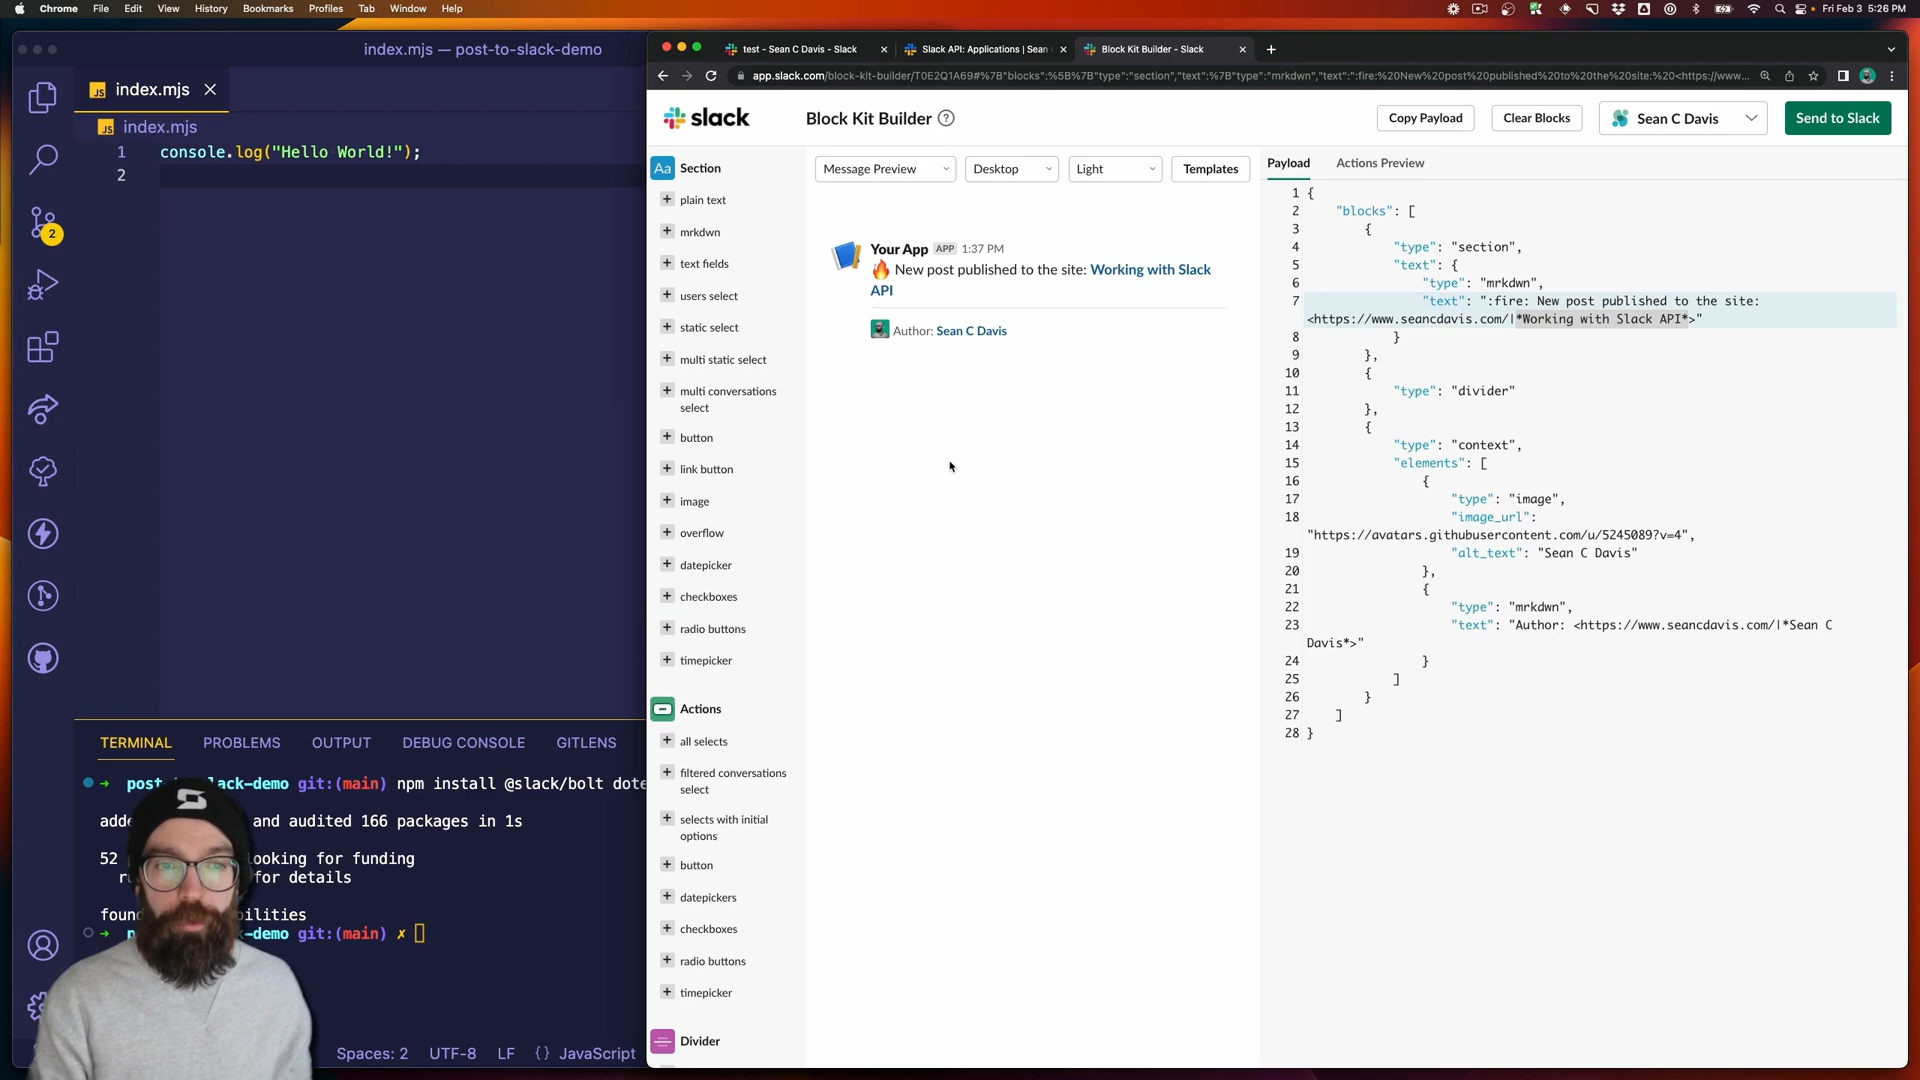 Chrome File Edit View History Bookmarks Profiles Tab Window Help
Fri Feb 3 5:26 PM
index.mjs — post-to-slack-demo
JS index.mjs
JS index.mjs
1 console.log("Hello World!");
2
2
TERMINAL PROBLEMS OUTPUT DEBUG CONSOLE GITLENS
git:(main) npm install @slack/bolt dote
and audited 166 packages in 1s
52
looking for funding
for details
-demo git:(main) ✗
Spaces: 2 UTF-8 LF {} JavaScript
test - Sean C Davis - Slack
Slack API: Applications | Sean
Block Kit Builder - Slack
app.slack.com/block-kit-builder/T0E2Q1A69#%7B"blocks":%5B%7B"type":"section","text":%7B"type":"mrkdwn","text":":fire:%20New%20post%20published%20to%20the%20site:%20<https://www...
slack
Block Kit Builder ?
Copy Payload
Clear Blocks
Sean C Davis
Send to Slack
Aa Section
+ plain text
+ mrkdwn
+ text fields
+ users select
+ static select
+ multi static select
+ multi conversations
select
+ button
+ link button
+ image
+ overflow
+ datepicker
+ checkboxes
+ radio buttons
+ timepicker
Actions
+ all selects
+ filtered conversations
select
+ selects with initial
options
+ button
+ datepickers
+ checkboxes
+ radio buttons
+ timepicker
Divider
Message Preview
Desktop
Light
Templates
Your App APP 1:37 PM
🔥 New post published to the site: Working with Slack
API
Author: Sean C Davis
Payload Actions Preview
1 {
2 "blocks": [
3 {
4 "type": "section",
5 "text": {
6 "type": "mrkdwn",
7 "text": ":fire: New post published to the site:
<https://www.seancdavis.com/|*Working with Slack API*>"
8 }
9 },
10 {
11 "type": "divider"
12 },
13 {
14 "type": "context",
15 "elements": [
16 {
17 "type": "image",
18 "image_url":
"https://avatars.githubusercontent.com/u/5245089?v=4",
19 "alt_text": "Sean C Davis"
20 },
21 {
22 "type": "mrkdwn",
23 "text": "Author: <https://www.seancdavis.com/|*Sean C
Davis*>"
24 }
25 ]
26 }
27 ]
28 }